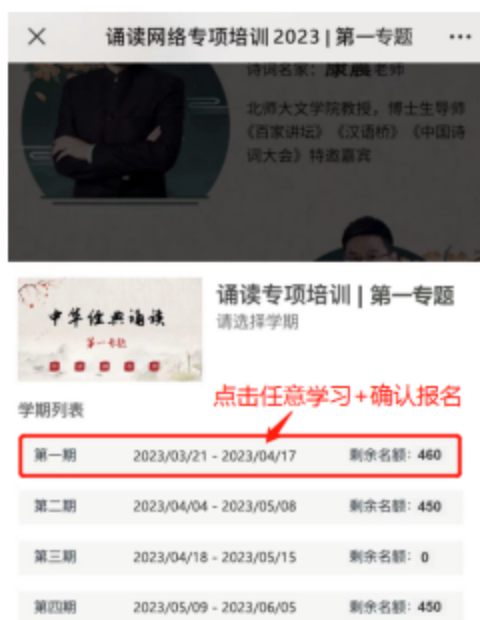 诵读网络专项培训 2023 | 第一专题
诗词名家：康震老师
北师大文学院教授，博士生导师
《百家讲坛》《汉语桥》《中国诗
词大会》特邀嘉宾
中华经典诵读
第一专题
诵读专项培训 | 第一专题
请选择学期
点击任意学习+确认报名
学期列表
第一期 2023/03/21 - 2023/04/17 剩余名额：460
第二期 2023/04/04 - 2023/05/08 剩余名额：450
第三期 2023/04/18 - 2023/05/15 剩余名额：0
第四期 2023/05/09 - 2023/06/05 剩余名额：450